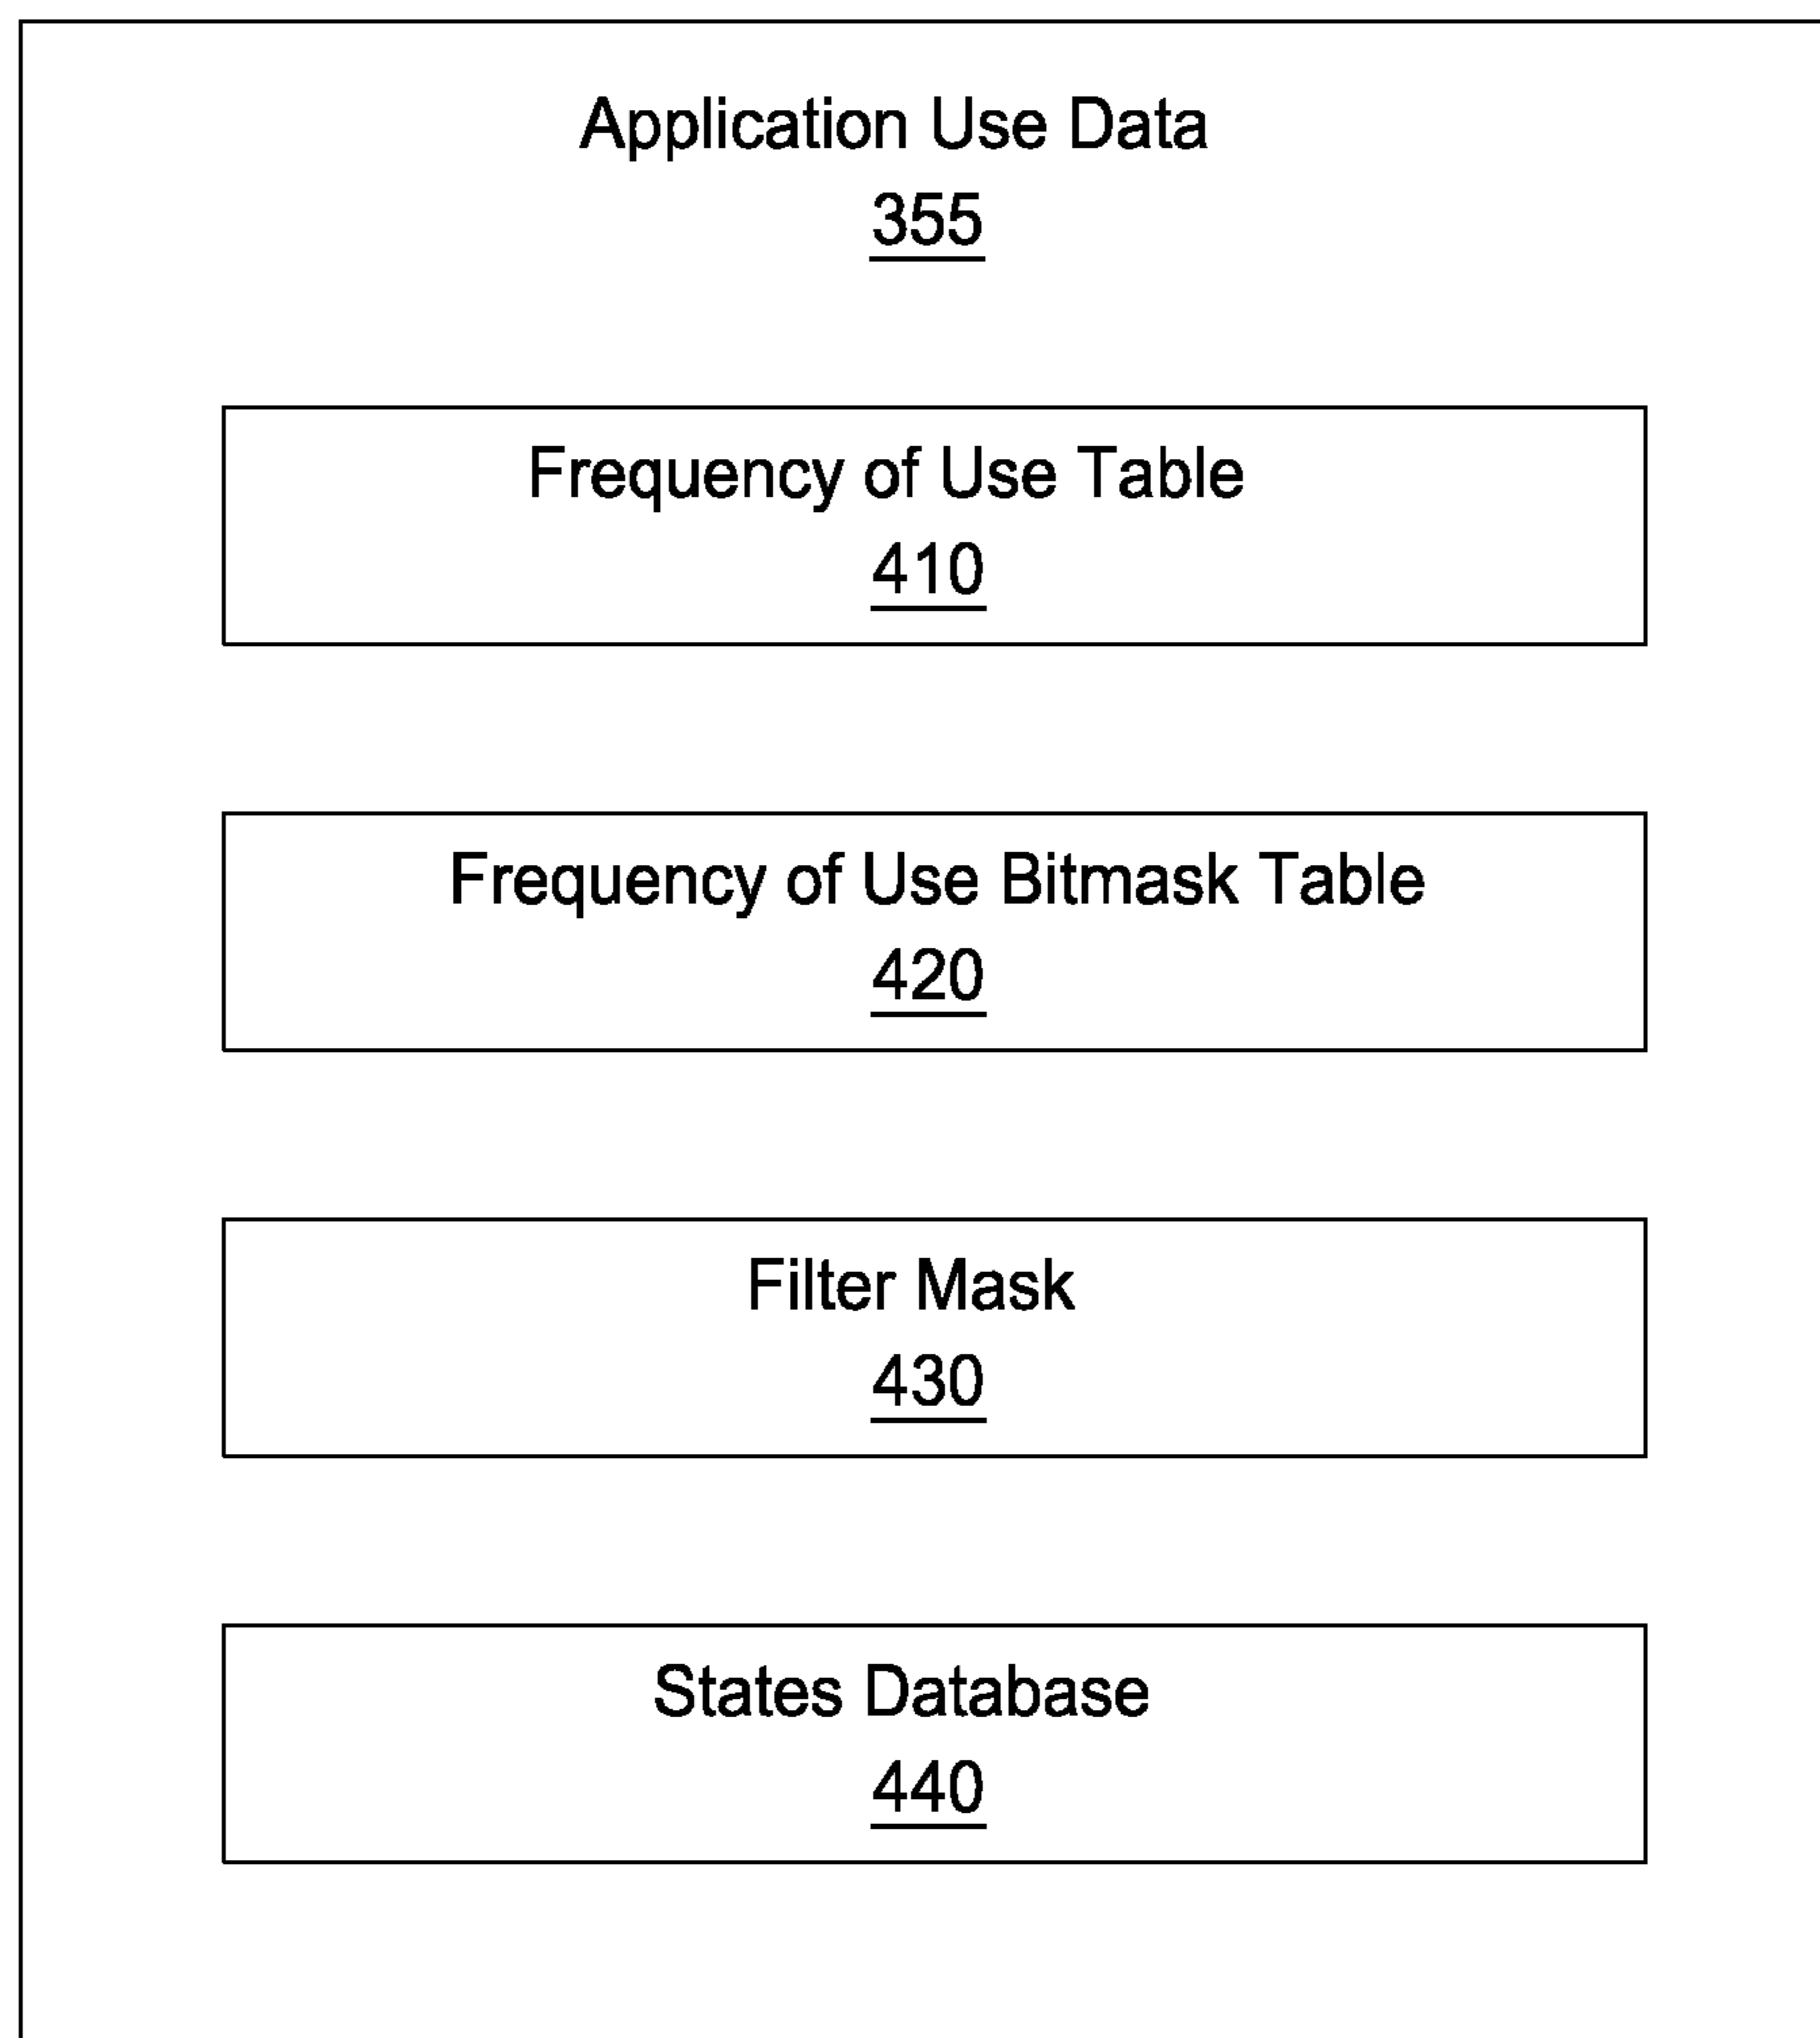 Application Use Data
355
Frequency of Use Table
410
Frequency of Use Bitmask Table
420
Filter Mask
430
States Database
440